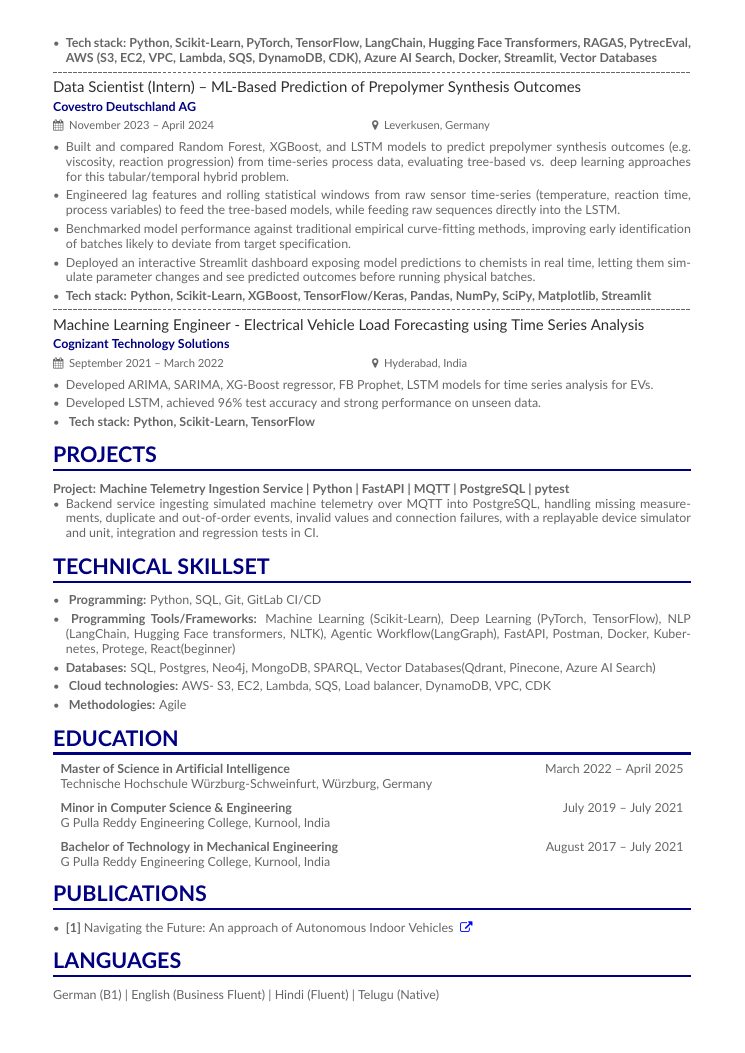 • Tech stack: Python, Scikit-Learn, PyTorch, TensorFlow, LangChain, Hugging Face Transformers, RAGAS, PytrecEval,
AWS (S3, EC2, VPC, Lambda, SQS, DynamoDB, CDK), Azure AI Search, Docker, Streamlit, Vector Databases
Data Scientist (Intern) – ML-Based Prediction of Prepolymer Synthesis Outcomes
Covestro Deutschland AG
November 2023 – April 2024 Leverkusen, Germany
• Built and compared Random Forest, XGBoost, and LSTM models to predict prepolymer synthesis outcomes (e.g.
viscosity, reaction progression) from time-series process data, evaluating tree-based vs. deep learning approaches
for this tabular/temporal hybrid problem.
• Engineered lag features and rolling statistical windows from raw sensor time-series (temperature, reaction time,
process variables) to feed the tree-based models, while feeding raw sequences directly into the LSTM.
• Benchmarked model performance against traditional empirical curve-fitting methods, improving early identification
of batches likely to deviate from target specification.
• Deployed an interactive Streamlit dashboard exposing model predictions to chemists in real time, letting them sim-
ulate parameter changes and see predicted outcomes before running physical batches.
• Tech stack: Python, Scikit-Learn, XGBoost, TensorFlow/Keras, Pandas, NumPy, SciPy, Matplotlib, Streamlit
Machine Learning Engineer - Electrical Vehicle Load Forecasting using Time Series Analysis
Cognizant Technology Solutions
September 2021 – March 2022 Hyderabad, India
• Developed ARIMA, SARIMA, XG-Boost regressor, FB Prophet, LSTM models for time series analysis for EVs.
• Developed LSTM, achieved 96% test accuracy and strong performance on unseen data.
• Tech stack: Python, Scikit-Learn, TensorFlow
PROJECTS
Project: Machine Telemetry Ingestion Service | Python | FastAPI | MQTT | PostgreSQL | pytest
• Backend service ingesting simulated machine telemetry over MQTT into PostgreSQL, handling missing measure-
ments, duplicate and out-of-order events, invalid values and connection failures, with a replayable device simulator
and unit, integration and regression tests in CI.
TECHNICAL SKILLSET
• Programming: Python, SQL, Git, GitLab CI/CD
• Programming Tools/Frameworks: Machine Learning (Scikit-Learn), Deep Learning (PyTorch, TensorFlow), NLP
(LangChain, Hugging Face transformers, NLTK), Agentic Workflow(LangGraph), FastAPI, Postman, Docker, Kuber-
netes, Protege, React(beginner)
• Databases: SQL, Postgres, Neo4j, MongoDB, SPARQL, Vector Databases(Qdrant, Pinecone, Azure AI Search)
• Cloud technologies: AWS- S3, EC2, Lambda, SQS, Load balancer, DynamoDB, VPC, CDK
• Methodologies: Agile
EDUCATION
Master of Science in Artificial Intelligence March 2022 – April 2025
Technische Hochschule Würzburg-Schweinfurt, Würzburg, Germany
Minor in Computer Science & Engineering July 2019 – July 2021
G Pulla Reddy Engineering College, Kurnool, India
Bachelor of Technology in Mechanical Engineering August 2017 – July 2021
G Pulla Reddy Engineering College, Kurnool, India
PUBLICATIONS
• [1] Navigating the Future: An approach of Autonomous Indoor Vehicles
LANGUAGES
German (B1) | English (Business Fluent) | Hindi (Fluent) | Telugu (Native)